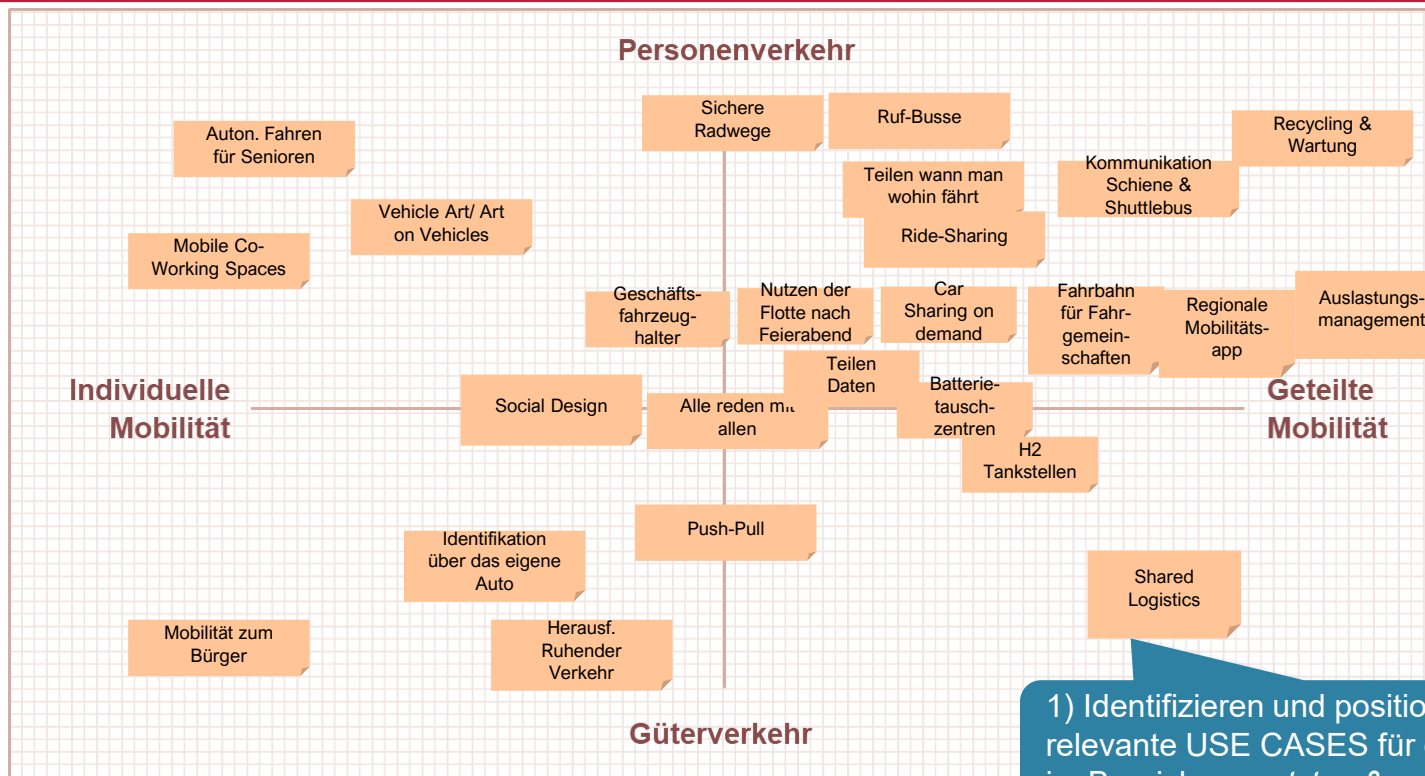 Personenverkehr
Sichere
Radwege
Ruf-Busse
Recycling &
Wartung
Auton. Fahren
für Senioren
Teilen wann man
wohin fährt
Kommunikation
Schiene &
Shuttlebus
Vehicle Art/ Art
on Vehicles
Ride-Sharing
Mobile Co-
Working Spaces
Geschäfts-
fahrzeug-
halter
Nutzen der
Flotte nach
Feierabend
Car
Sharing on
demand
Fahrbahn
für Fahr-
gemein-
schaften
Regionale
Mobilitäts-
app
Auslastungs-
management
Teilen
Daten
Individuelle
Mobilität
Social Design
Alle reden mit
allen
Batterie-
tausch-
zentren
Geteilte
Mobilität
H2
Tankstellen
Push-Pull
Identifikation
über das eigene
Auto
Shared
Logistics
Mobilität zum
Bürger
Herausf.
Ruhender
Verkehr
Güterverkehr
1) Identifizieren und position
relevante USE CASES für